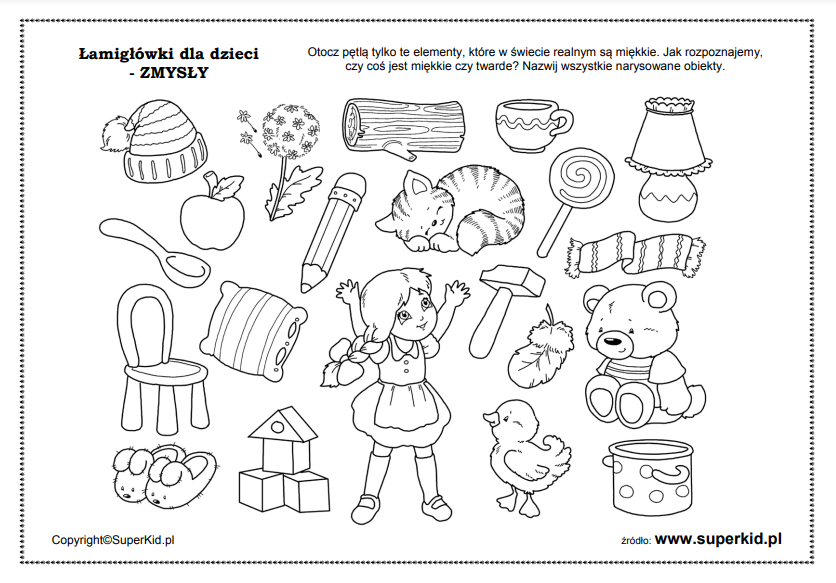 Łamigłówki dla dzieci
- ZMYSŁY
Otocz pętlą tylko te elementy, które w świecie realnym są miękkie. Jak rozpoznajemy,
czy coś jest miękkie czy twarde? Nazwij wszystkie narysowane obiekty.
Copyright©SuperKid.pl
źródło: www.superkid.pl